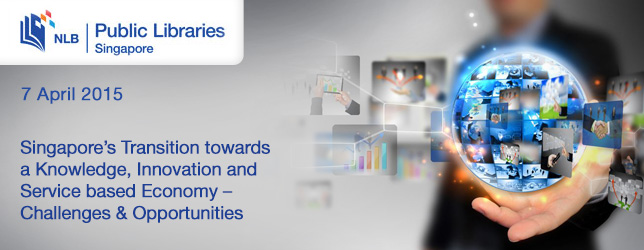 NLB
Public Libraries
Singapore
7 April 2015
Singapore's Transition towards
a Knowledge, Innovation and
Service based Economy –
Challenges & Opportunities